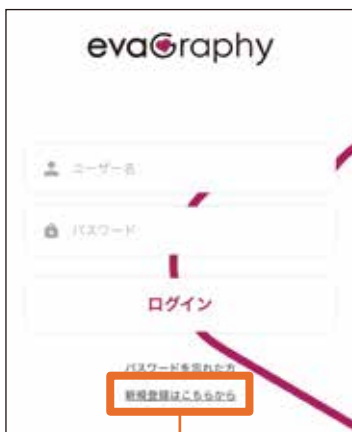 evaGraphy
ユーザー名
パスワード
ログイン
パスワードを忘れた方
新規登録はこちらから